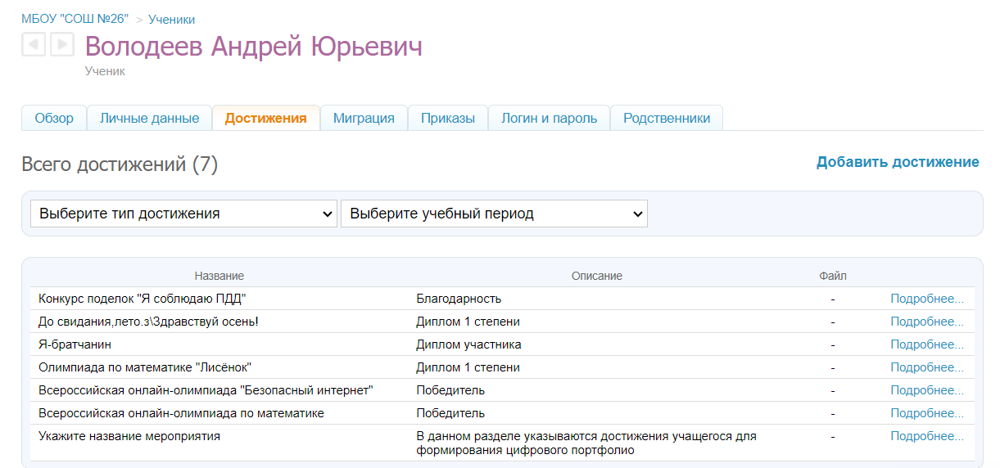 МБОУ "СОШ №26" > Ученики
Володеев Андрей Юрьевич
Ученик
Обзор Личные данные Достижения Миграция Приказы Логин и пароль Родственники
Всего достижений (7) Добавить достижение
Выберите тип достижения Выберите учебный период
Название Описание Файл
Конкурс поделок "Я соблюдаю ПДД" Благодарность - Подробнее...
До свидания,лето.з\Здравствуй осень! Диплом 1 степени - Подробнее...
Я-братчанин Диплом участника - Подробнее...
Олимпиада по математике "Лисёнок" Диплом 1 степени - Подробнее...
Всероссийская онлайн-олимпиада "Безопасный интернет" Победитель - Подробнее...
Всероссийская онлайн-олимпиада по математике Победитель - Подробнее...
Укажите название мероприятия В данном разделе указываются достижения учащегося для - Подробнее...
формирования цифрового портфолио